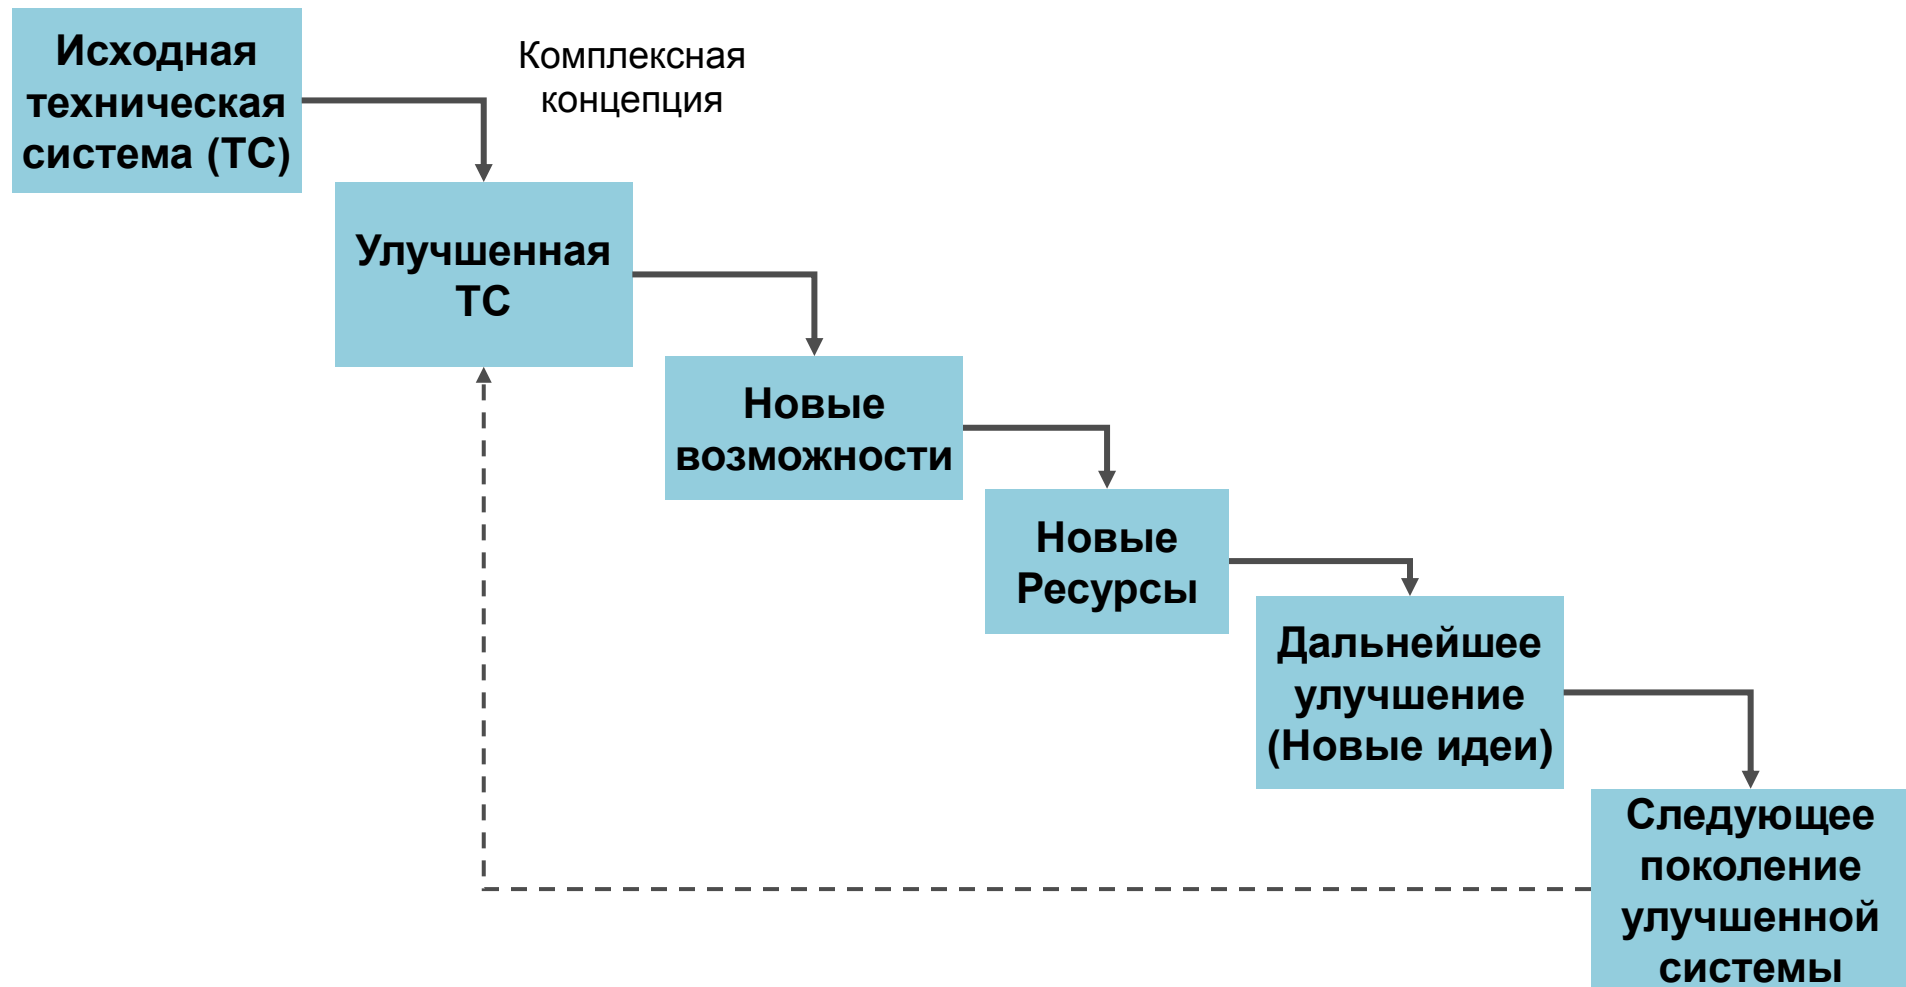 Исходная
техническая
система (ТС)
Комплексная
концепция
Улучшенная
ТС
Новые
возможности
Новые
Ресурсы
Дальнейшее
улучшение
(Новые идеи)
Следующее
поколение
улучшенной
системы